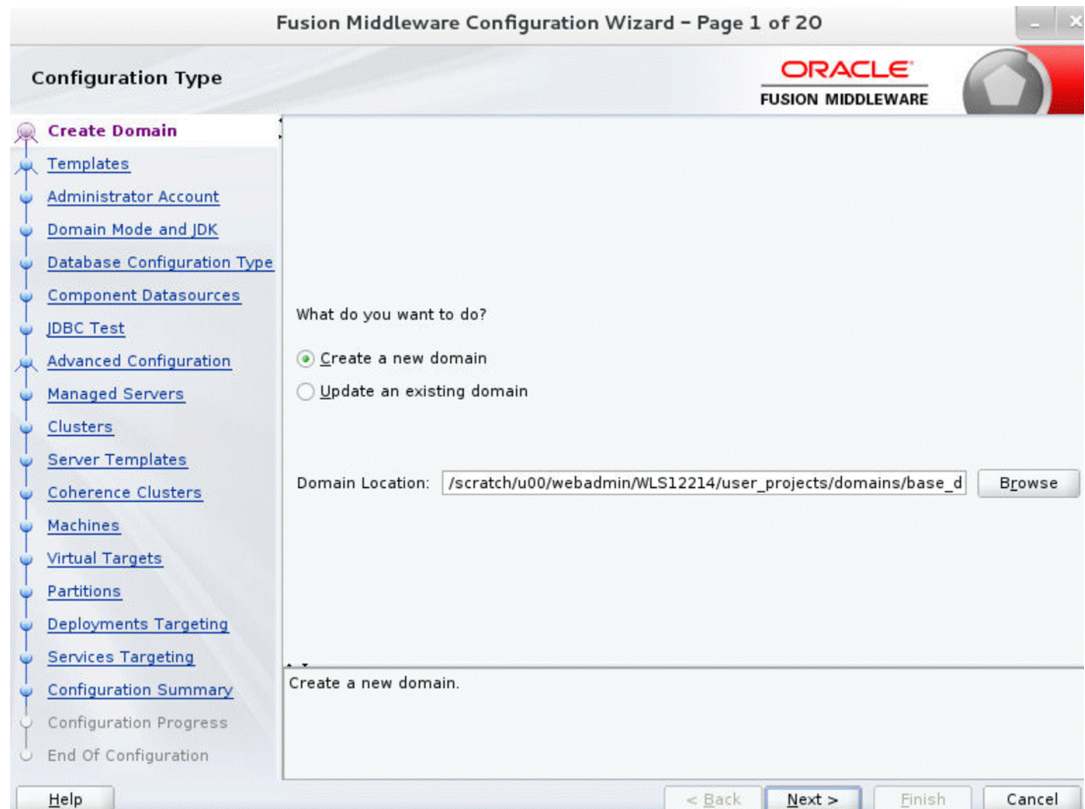 Fusion Middleware Configuration Wizard – Page 1 of 20
Configuration Type
ORACLE
FUSION MIDDLEWARE
Create Domain
Templates
Administrator Account
Domain Mode and JDK
Database Configuration Type
Component Datasources
JDBC Test
Advanced Configuration
Managed Servers
Clusters
Server Templates
Coherence Clusters
Machines
Virtual Targets
Partitions
Deployments Targeting
Services Targeting
Configuration Summary
Configuration Progress
End Of Configuration
What do you want to do?
Create a new domain
Update an existing domain
Domain Location: /scratch/u00/webadmin/WLS12214/user_projects/domains/base_d Browse
Create a new domain.
Help < Back Next > Finish Cancel